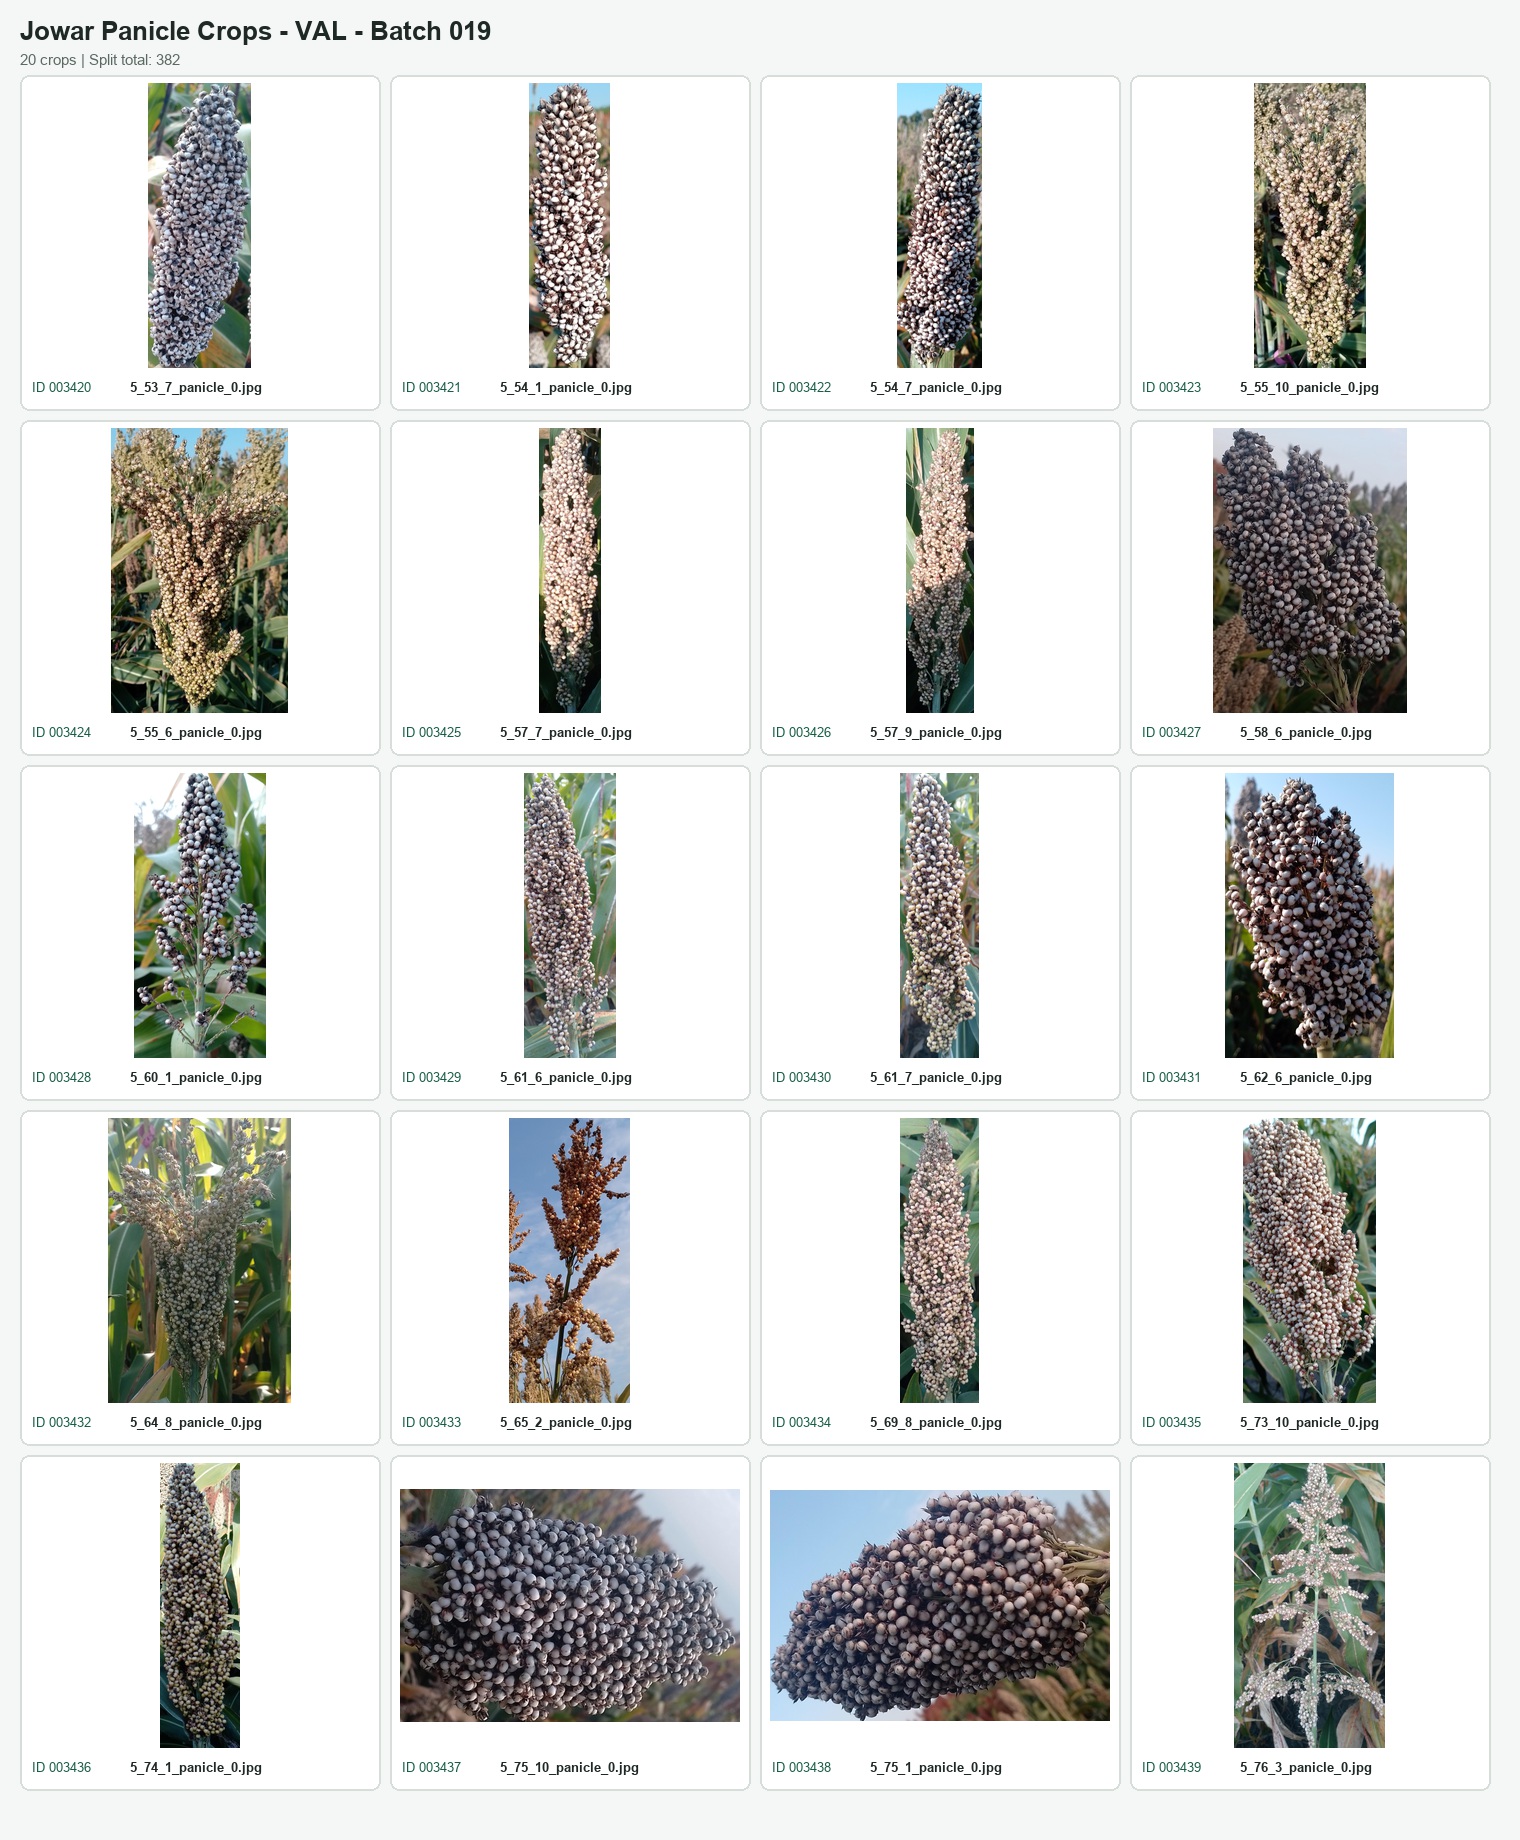 Jowar Panicle Crops - VAL - Batch 019
20 crops | Split total: 382
ID 003420 5_53_7_panicle_0.jpg
ID 003421 5_54_1_panicle_0.jpg
ID 003422 5_54_7_panicle_0.jpg
ID 003423 5_55_10_panicle_0.jpg
ID 003424 5_55_6_panicle_0.jpg
ID 003425 5_57_7_panicle_0.jpg
ID 003426 5_57_9_panicle_0.jpg
ID 003427 5_58_6_panicle_0.jpg
ID 003428 5_60_1_panicle_0.jpg
ID 003429 5_61_6_panicle_0.jpg
ID 003430 5_61_7_panicle_0.jpg
ID 003431 5_62_6_panicle_0.jpg
ID 003432 5_64_8_panicle_0.jpg
ID 003433 5_65_2_panicle_0.jpg
ID 003434 5_69_8_panicle_0.jpg
ID 003435 5_73_10_panicle_0.jpg
ID 003436 5_74_1_panicle_0.jpg
ID 003437 5_75_10_panicle_0.jpg
ID 003438 5_75_1_panicle_0.jpg
ID 003439 5_76_3_panicle_0.jpg